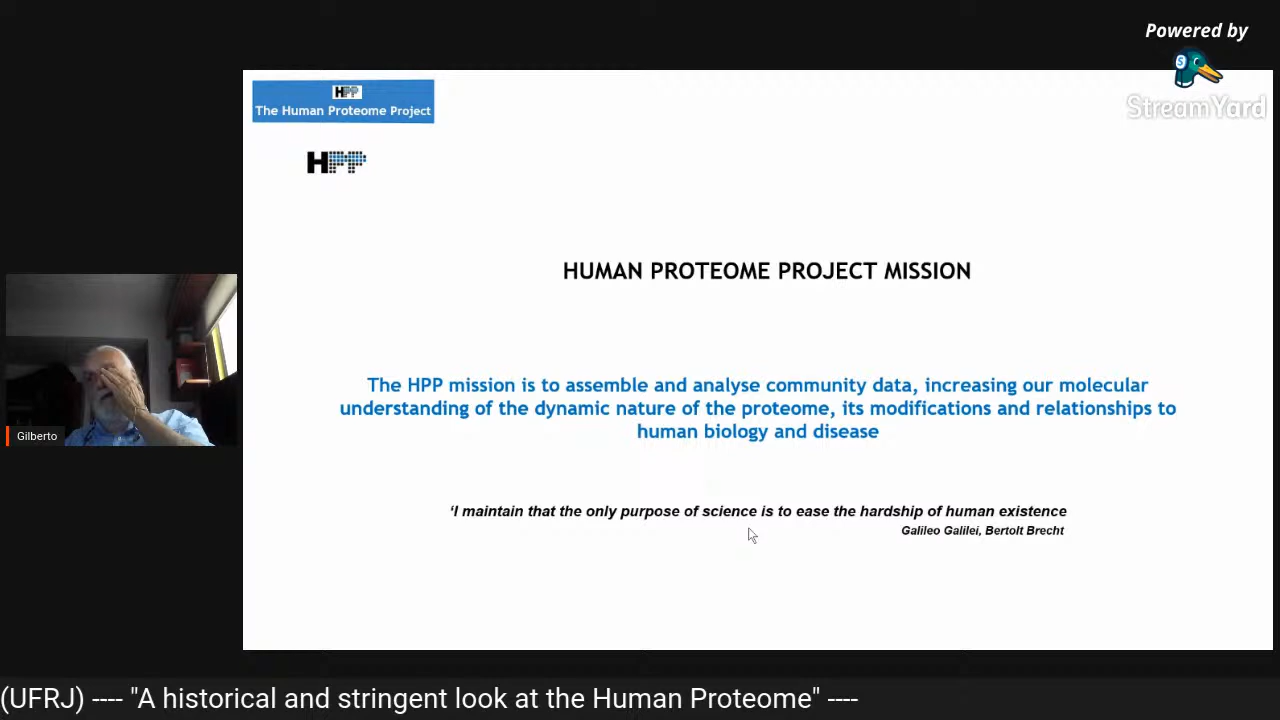 Powered by
StreamYard
HPP
The Human Proteome Project
HPP
HUMAN PROTEOME PROJECT MISSION
The HPP mission is to assemble and analyse community data, increasing our molecular
understanding of the dynamic nature of the proteome, its modifications and relationships to
human biology and disease
‘I maintain that the only purpose of science is to ease the hardship of human existence
Galileo Galilei, Bertolt Brecht
Gilberto
(UFRJ) ---- "A historical and stringent look at the Human Proteome" ----